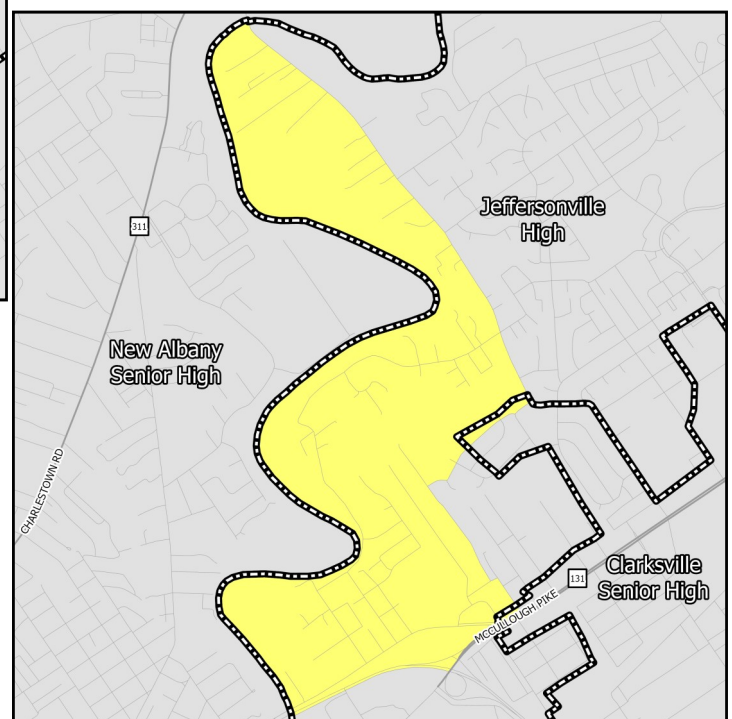 Jeffersonville
High
311
New Albany
Senior High
CHARLESTOWN RD
131
Clarksville
Senior High
MCCULLOUGH PIKE